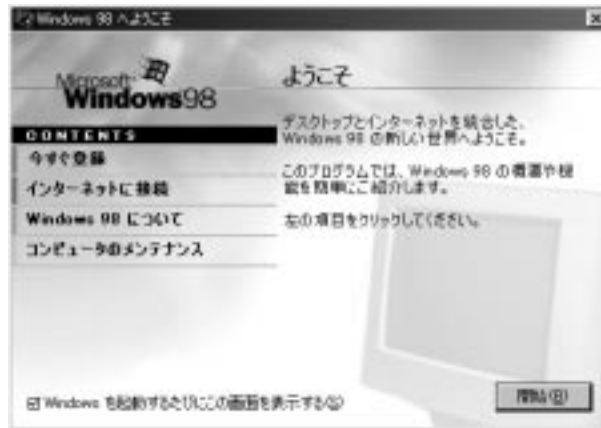 Windows 98 へようこそ
Microsoft
Windows98
CONTENTS
今すぐ登録
インターネットに接続
Windows 98 について
コンピュータのメンテナンス
ようこそ
デスクトップとインターネットを統合した、
Windows 98 の新しい世界へようこそ。
このプログラムでは、Windows 98 の概要や機
能を簡単にご紹介します。
左の項目をクリックしてください。
Windows を起動するたびにこの画面を表示する(S)
開始(B)